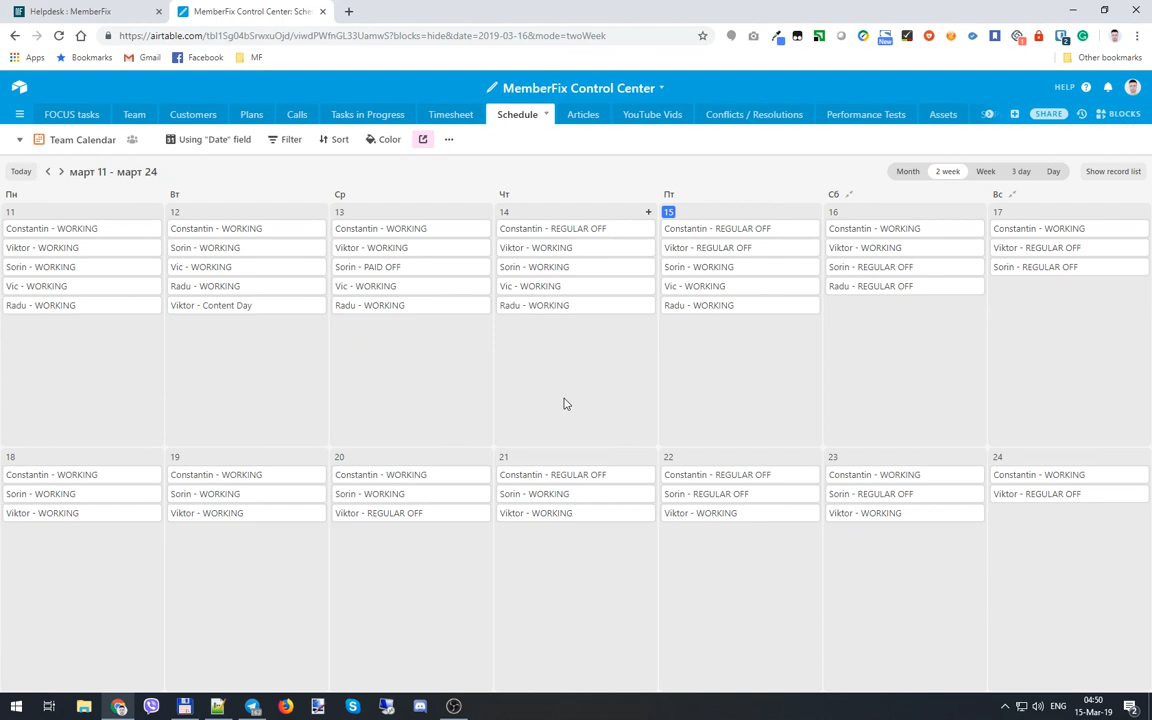 Helpdesk : MemberFix
MemberFix Control Center: Sche
https://airtable.com/tbl1Sg04bSrwxuOjd/viwdPWfnGL33UamwS?blocks=hide&date=2019-03-16&mode=twoWeek
Apps
Bookmarks
Gmail
Facebook
MF
Other bookmarks
MemberFix Control Center
HELP
FOCUS tasks
Team
Customers
Plans
Calls
Tasks in Progress
Timesheet
Schedule
Articles
YouTube Vids
Conflicts / Resolutions
Performance Tests
Assets
SHARE
BLOCKS
Team Calendar
Using "Date" field
Filter
Sort
Color
Today
март 11 - март 24
Month
2 week
Week
3 day
Day
Show record list
Пн
Вт
Ср
Чт
Пт
Сб
Вс
11
Constantin - WORKING
Viktor - WORKING
Sorin - WORKING
Vic - WORKING
Radu - WORKING
12
Constantin - WORKING
Sorin - WORKING
Vic - WORKING
Radu - WORKING
Viktor - Content Day
13
Constantin - WORKING
Viktor - WORKING
Sorin - PAID OFF
Vic - WORKING
Radu - WORKING
14
Constantin - REGULAR OFF
Viktor - WORKING
Sorin - WORKING
Vic - WORKING
Radu - WORKING
15
Constantin - REGULAR OFF
Viktor - REGULAR OFF
Sorin - WORKING
Vic - WORKING
Radu - WORKING
16
Constantin - WORKING
Viktor - WORKING
Sorin - REGULAR OFF
Radu - REGULAR OFF
17
Constantin - WORKING
Viktor - REGULAR OFF
Sorin - REGULAR OFF
18
Constantin - WORKING
Sorin - WORKING
Viktor - WORKING
19
Constantin - WORKING
Sorin - WORKING
Viktor - WORKING
20
Constantin - WORKING
Sorin - WORKING
Viktor - REGULAR OFF
21
Constantin - REGULAR OFF
Sorin - WORKING
Viktor - WORKING
22
Constantin - REGULAR OFF
Sorin - REGULAR OFF
Viktor - WORKING
23
Constantin - WORKING
Sorin - REGULAR OFF
Viktor - WORKING
24
Constantin - WORKING
Viktor - REGULAR OFF
ENG
04:50
15-Mar-19